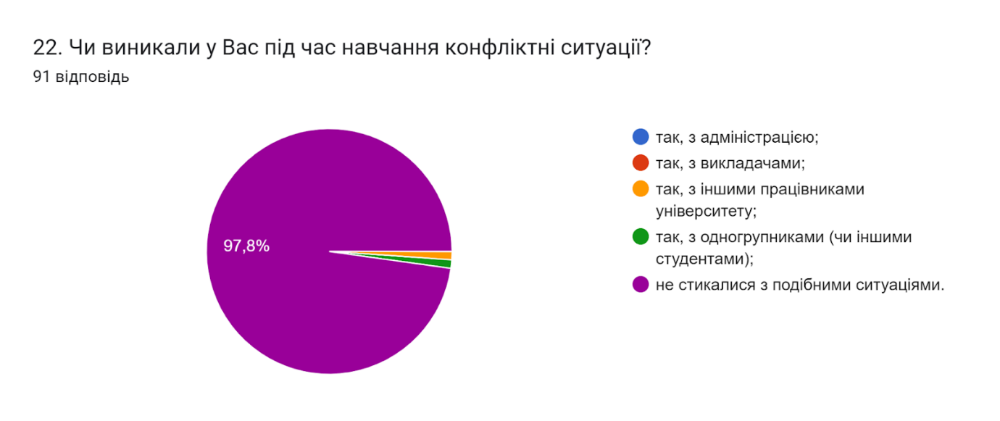 22. Чи виникали у Вас під час навчання конфліктні ситуації?
91 відповідь
97,8%
так, з адміністрацією;
так, з викладачами;
так, з іншими працівниками
університету;
так, з одногрупниками (чи іншими
студентами);
не стикалися з подібними ситуаціями.